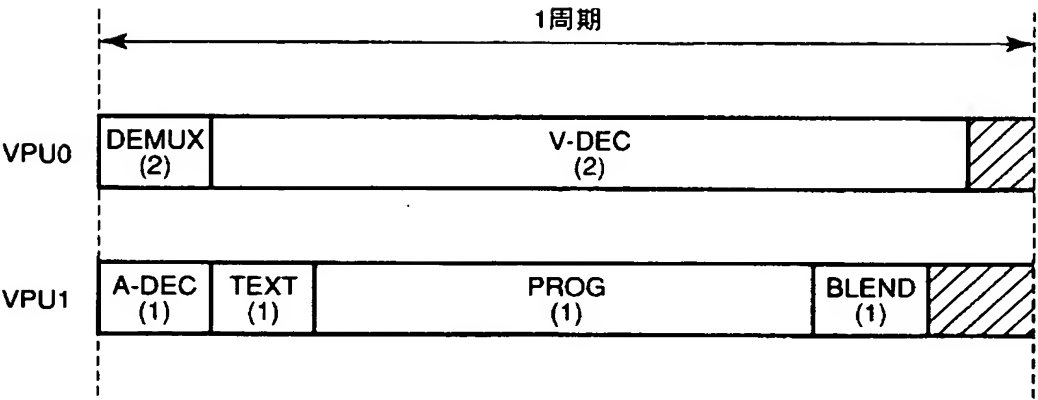 1周期
VPU0
DEMUX
(2)
V-DEC
(2)
VPU1
A-DEC
(1)
TEXT
(1)
PROG
(1)
BLEND
(1)